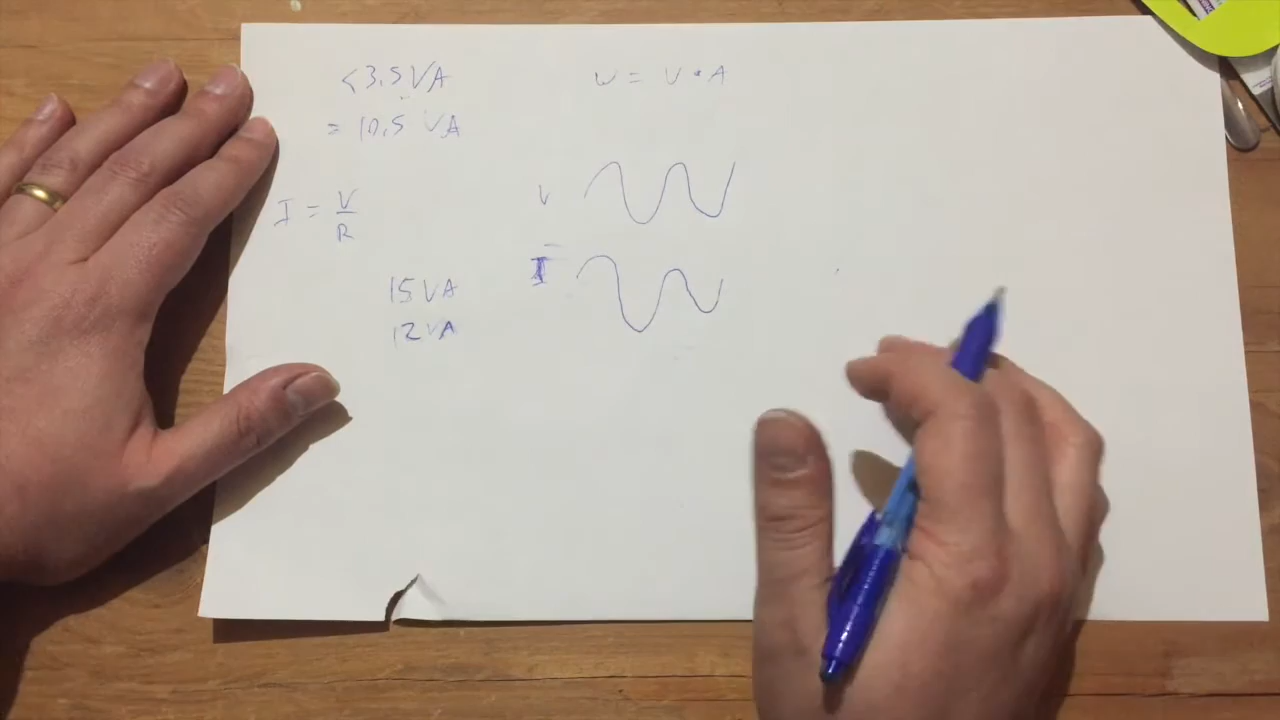 <3.5 VA
= 10.5 VA
W = V • A
I = V
R
V
I
15 VA
12 VA